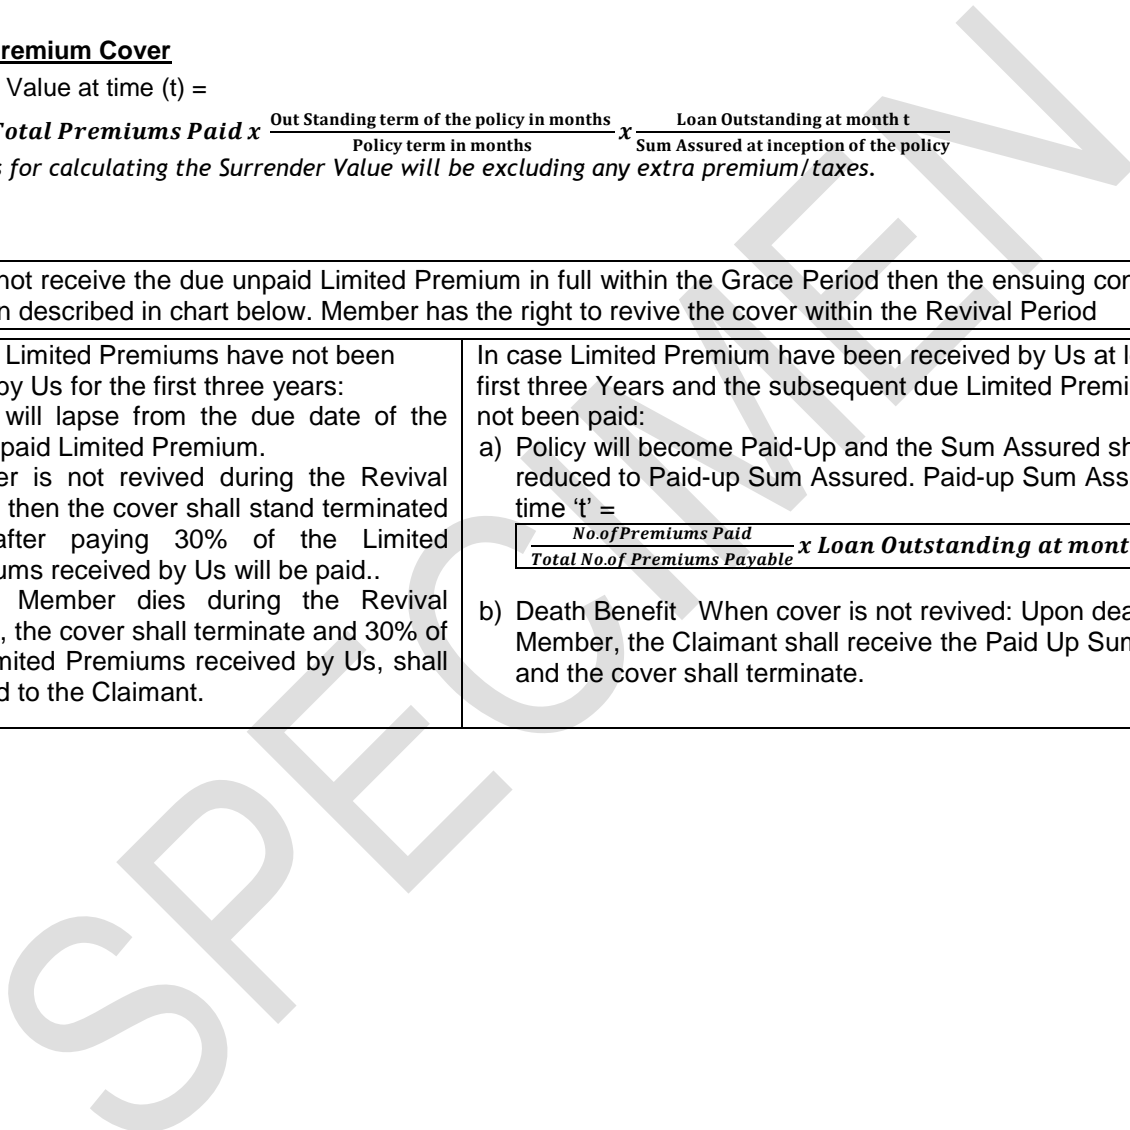 remium Cover
Value at time (t) =
Total Premiums Paid x Out Standing term of the policy in months / Policy term in months x Loan Outstanding at month t / Sum Assured at inception of the policy
s for calculating the Surrender Value will be excluding any extra premium/taxes.
not receive the due unpaid Limited Premium in full within the Grace Period then the ensuing con
n described in chart below. Member has the right to revive the cover within the Revival Period
Limited Premiums have not been
by Us for the first three years:
will lapse from the due date of the
paid Limited Premium.
er is not revived during the Revival
then the cover shall stand terminated
after paying 30% of the Limited
ums received by Us will be paid..
Member dies during the Revival
, the cover shall terminate and 30% of
mited Premiums received by Us, shall
d to the Claimant.
In case Limited Premium have been received by Us at l
first three Years and the subsequent due Limited Premi
not been paid:
a) Policy will become Paid-Up and the Sum Assured sh
reduced to Paid-up Sum Assured. Paid-up Sum Ass
time ‘t’ =
No.of Premiums Paid / Total No.of Premiums Payable x Loan Outstanding at mont
b) Death Benefit When cover is not revived: Upon dea
Member, the Claimant shall receive the Paid Up Sum
and the cover shall terminate.
SPECIMEN